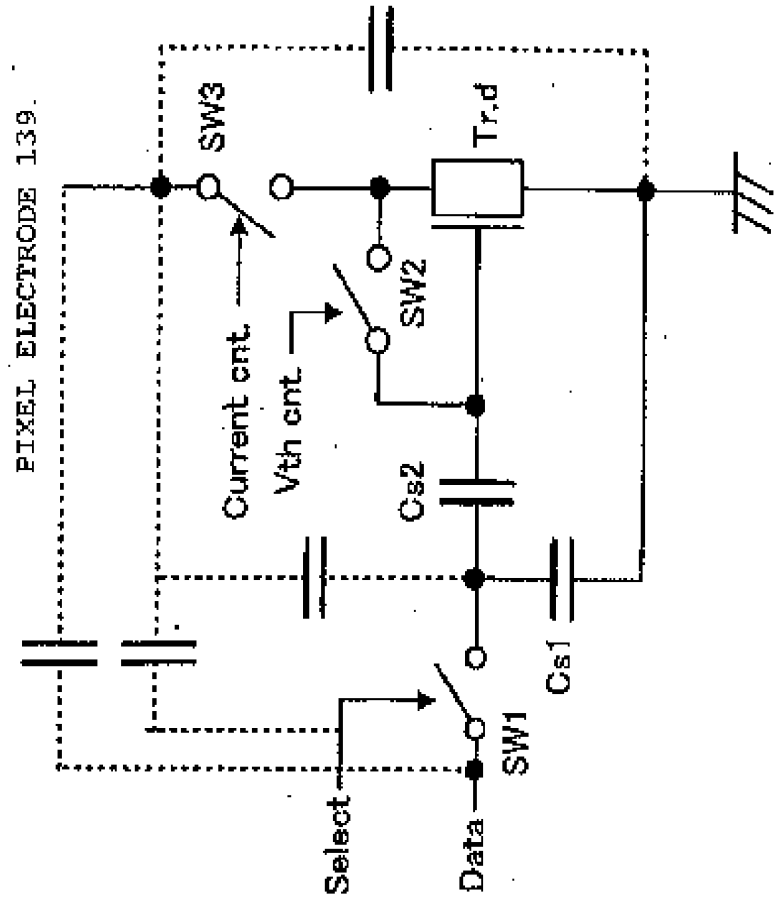 PIXEL ELECTRODE 139.
SW3
Current cnt.
Vth cnt.
SW2
Tr.d
Cs2
Cs1
Select
SW1
Data